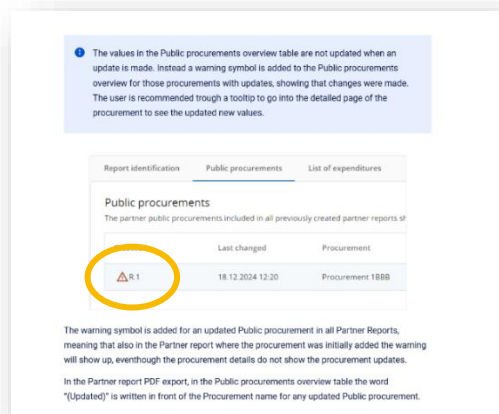 The values in the Public procurements overview table are not updated when an
update is made. Instead a warning symbol is added to the Public procurements
overview for those procurements with updates, showing that changes were made.
The user is recommended trough a tooltip to go into the detailed page of the
procurement to see the updated new values.
Report identification Public procurements List of expenditures
Public procurements
The partner public procurements included in all previously created partner reports sh
Last changed Procurement
R.1 18.12.2024 12:20 Procurement 1BBB
The warning symbol is added for an updated Public procurement in all Partner Reports,
meaning that also in the Partner report where the procurement was initially added the warning
will show up, eventhough the procurement details do not show the procurement updates.
In the Partner report PDF export, in the Public procurements overview table the word
"(Updated)" is written in front of the Procurement name for any updated Public procurement.